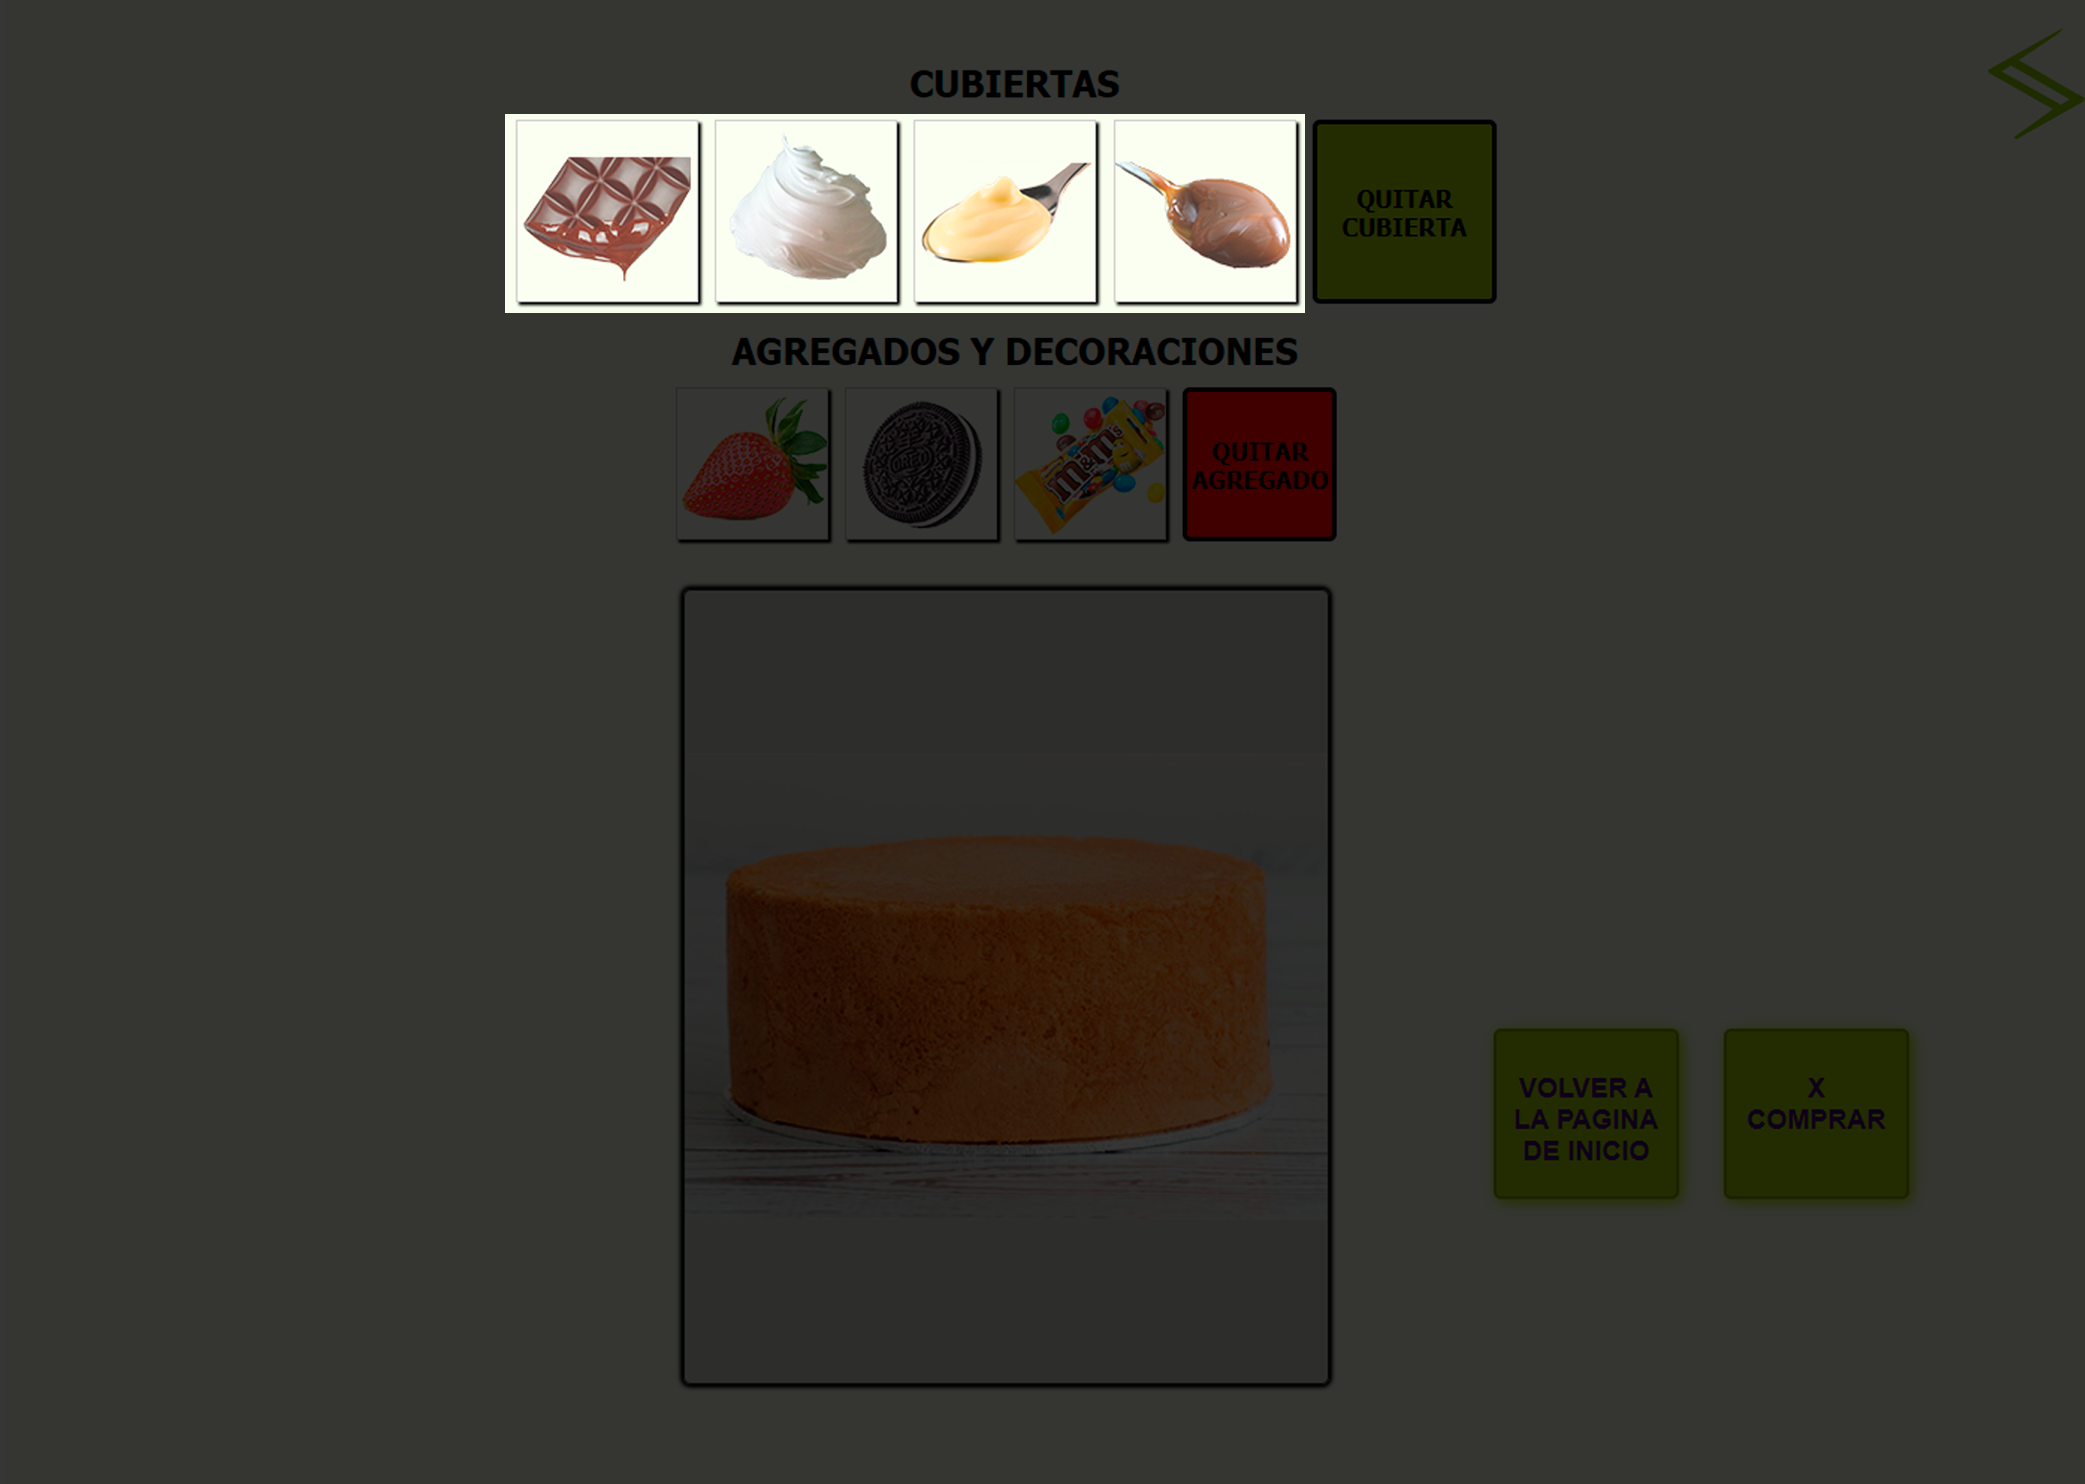 CUBIERTAS
QUITAR
CUBIERTA
AGREGADOS Y DECORACIONES
OREO
m&m's
QUITAR
AGREGADO
VOLVER A
LA PAGINA
DE INICIO
X
COMPRAR